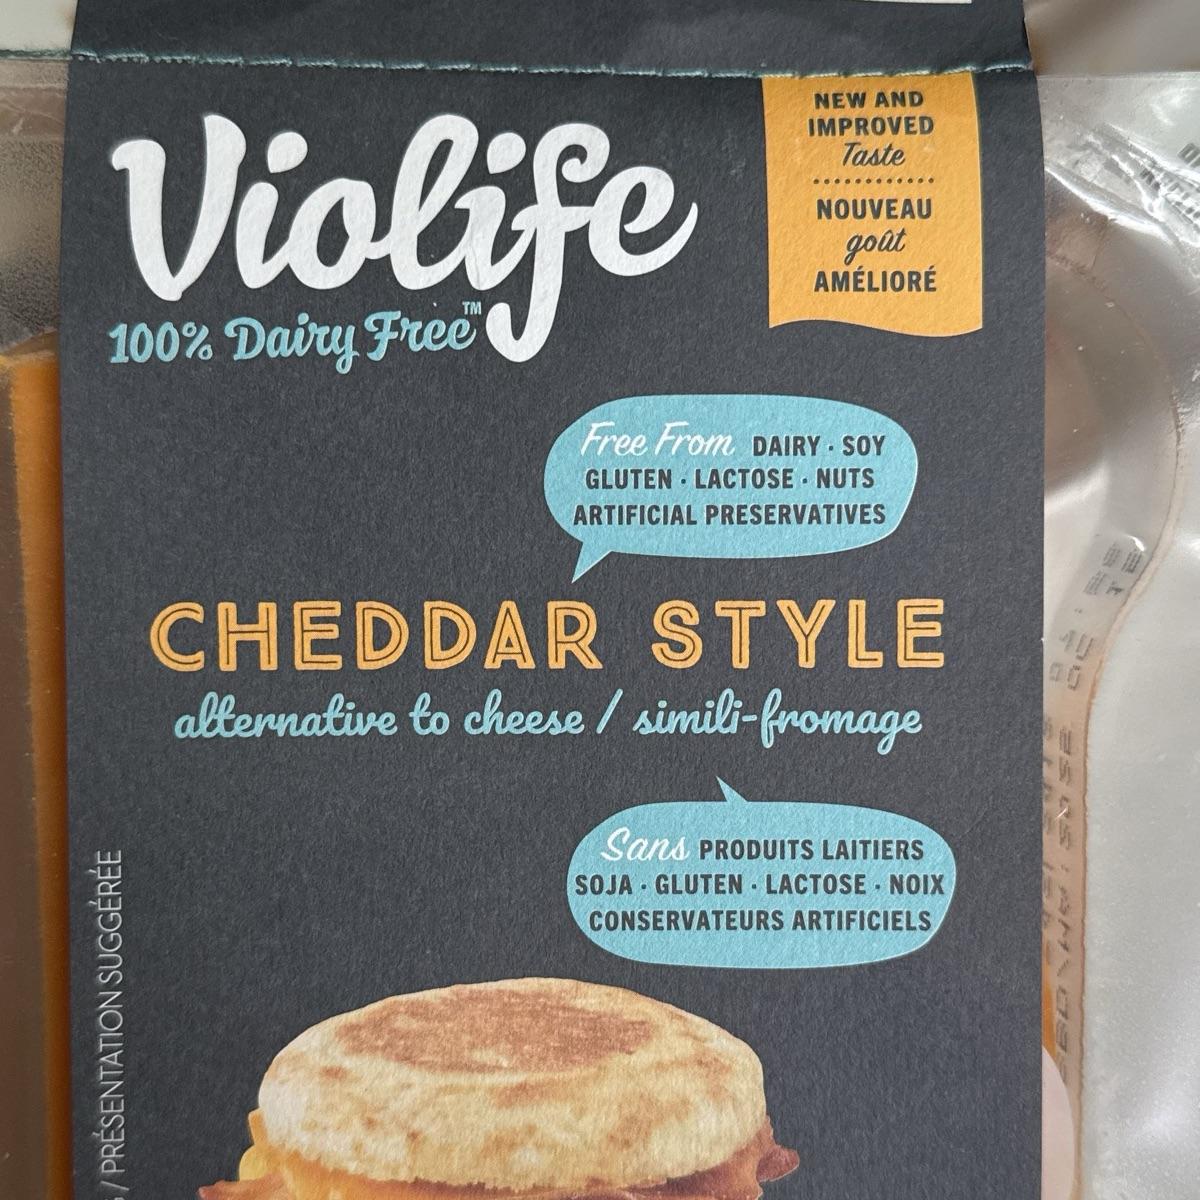 Violife
100% Dairy Free™
NEW AND
IMPROVED
Taste
NOUVEAU
goût
AMÉLIORÉ
Free From DAIRY · SOY
GLUTEN · LACTOSE · NUTS
ARTIFICIAL PRESERVATIVES
CHEDDAR STYLE
alternative to cheese / simili-fromage
Sans PRODUITS LAITIERS
SOJA · GLUTEN · LACTOSE · NOIX
CONSERVATEURS ARTIFICIELS
/ PRÉSENTATION SUGGÉRÉE